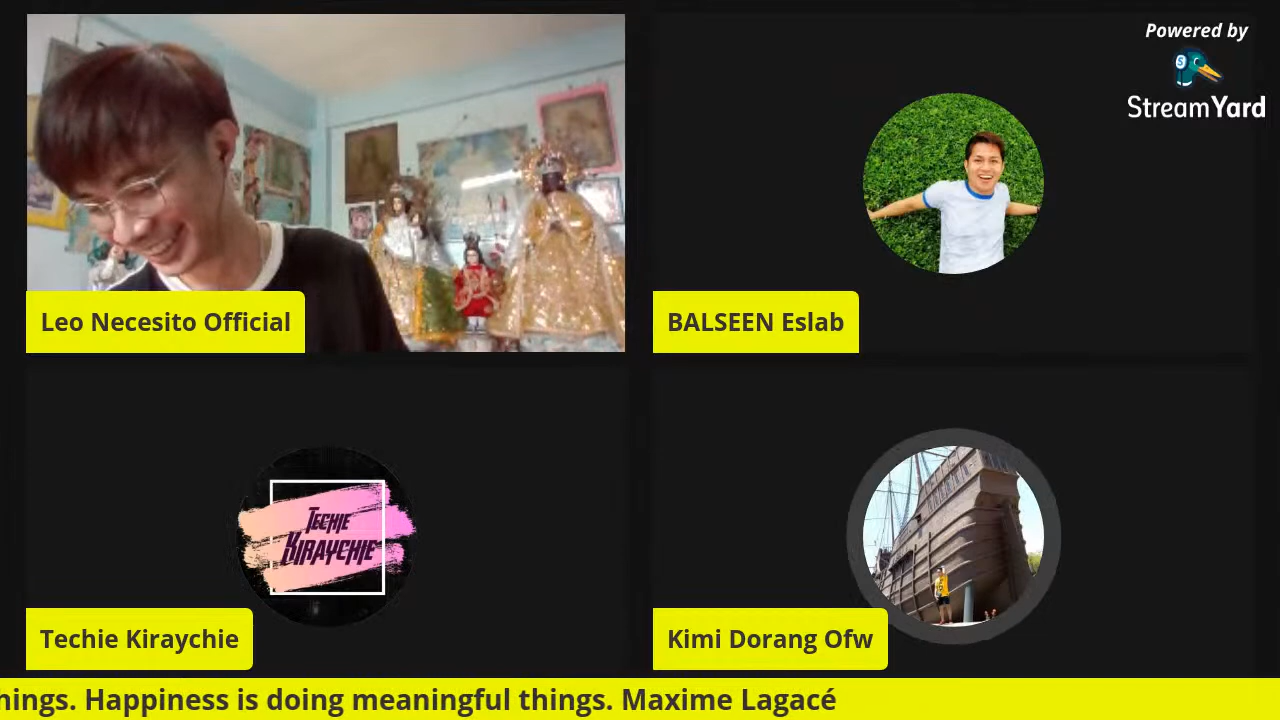 Powered by
StreamYard
Leo Necesito Official
BALSEEN Eslab
TECHIE
KIRAYCHIE
Techie Kiraychie
Kimi Dorang Ofw
hings. Happiness is doing meaningful things. Maxime Lagacé